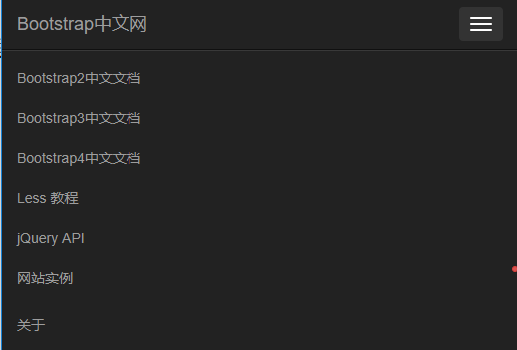 Bootstrap中文网
Bootstrap2中文文档
Bootstrap3中文文档
Bootstrap4中文文档
Less 教程
jQuery API
网站实例
关于